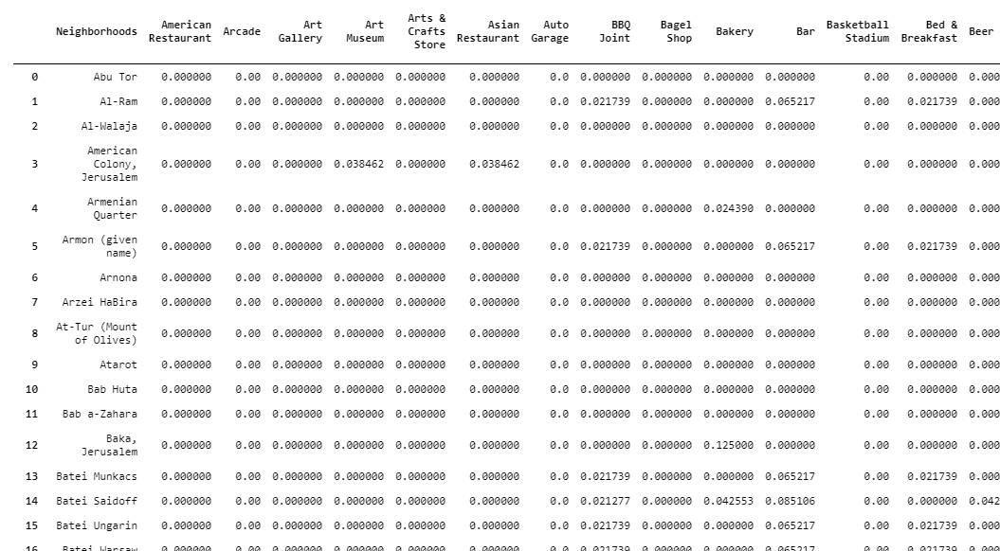 Neighborhoods American Restaurant Arcade Art Gallery Art Museum Arts & Crafts Store Asian Restaurant Auto Garage BBQ Joint Bagel Shop Bakery Bar Basketball Stadium Bed & Breakfast Beer
0 Abu Tor 0.000000 0.00 0.000000 0.000000 0.000000 0.000000 0.0 0.000000 0.000000 0.000000 0.000000 0.00 0.000000 0.000
1 Al-Ram 0.000000 0.00 0.000000 0.000000 0.000000 0.000000 0.0 0.021739 0.000000 0.000000 0.065217 0.00 0.021739 0.000
2 Al-Walaja 0.000000 0.00 0.000000 0.000000 0.000000 0.000000 0.0 0.000000 0.000000 0.000000 0.000000 0.00 0.000000 0.000
3 American Colony, Jerusalem 0.000000 0.00 0.000000 0.038462 0.000000 0.038462 0.0 0.000000 0.000000 0.000000 0.000000 0.00 0.000000 0.000
4 Armenian Quarter 0.000000 0.00 0.000000 0.000000 0.000000 0.000000 0.0 0.000000 0.000000 0.024390 0.000000 0.00 0.000000 0.000
5 Armon (given name) 0.000000 0.00 0.000000 0.000000 0.000000 0.000000 0.0 0.021739 0.000000 0.000000 0.065217 0.00 0.021739 0.000
6 Arnona 0.000000 0.00 0.000000 0.000000 0.000000 0.000000 0.0 0.000000 0.000000 0.000000 0.000000 0.00 0.000000 0.000
7 Arzei HaBira 0.000000 0.00 0.000000 0.000000 0.000000 0.000000 0.0 0.000000 0.000000 0.000000 0.000000 0.00 0.000000 0.000
8 At-Tur (Mount of Olives) 0.000000 0.00 0.000000 0.000000 0.000000 0.000000 0.0 0.000000 0.000000 0.000000 0.000000 0.00 0.000000 0.000
9 Atarot 0.000000 0.00 0.000000 0.000000 0.000000 0.000000 0.0 0.000000 0.000000 0.000000 0.000000 0.00 0.000000 0.000
10 Bab Huta 0.000000 0.00 0.000000 0.000000 0.000000 0.000000 0.0 0.000000 0.000000 0.000000 0.000000 0.00 0.000000 0.000
11 Bab a-Zahara 0.000000 0.00 0.000000 0.000000 0.000000 0.000000 0.0 0.000000 0.000000 0.000000 0.000000 0.00 0.000000 0.000
12 Baka, Jerusalem 0.000000 0.00 0.000000 0.000000 0.000000 0.000000 0.0 0.000000 0.000000 0.125000 0.000000 0.00 0.000000 0.000
13 Batei Munkacs 0.000000 0.00 0.000000 0.000000 0.000000 0.000000 0.0 0.021739 0.000000 0.000000 0.065217 0.00 0.021739 0.000
14 Batei Saidoff 0.000000 0.00 0.000000 0.000000 0.000000 0.000000 0.0 0.021277 0.000000 0.042553 0.085106 0.00 0.000000 0.042
15 Batei Ungarin 0.000000 0.00 0.000000 0.000000 0.000000 0.000000 0.0 0.021739 0.000000 0.000000 0.065217 0.00 0.021739 0.000
16 Batei Warsaw 0.000000 0.00 0.000000 0.000000 0.000000 0.000000 0.0 0.021739 0.000000 0.000000 0.065217 0.00 0.021739 0.000